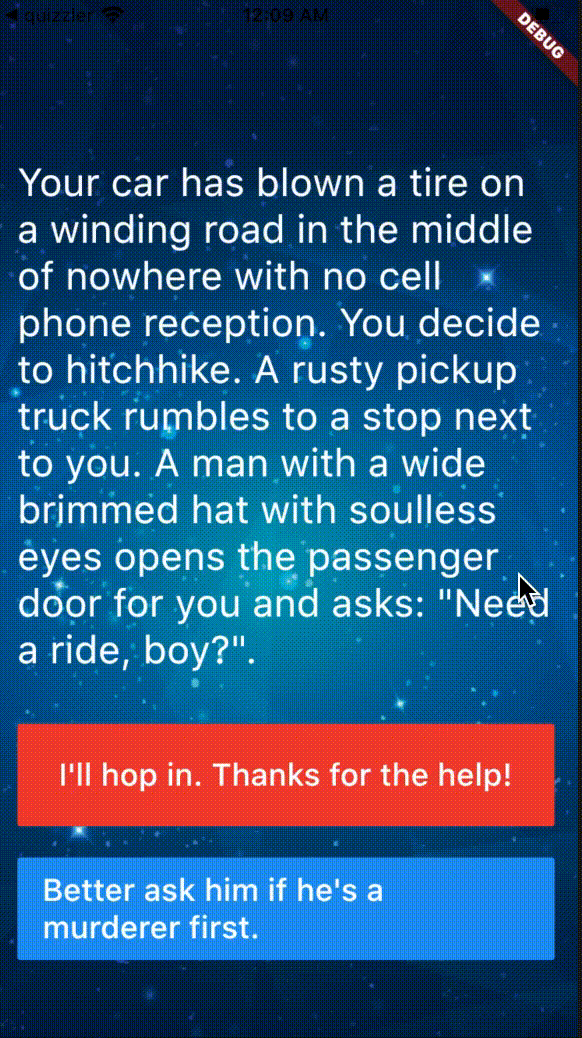 quizzler
12:09 AM
DEBUG
Your car has blown a tire on
a winding road in the middle
of nowhere with no cell
phone reception. You decide
to hitchhike. A rusty pickup
truck rumbles to a stop next
to you. A man with a wide
brimmed hat with soulless
eyes opens the passenger
door for you and asks: "Need
a ride, boy?".
I'll hop in. Thanks for the help!
Better ask him if he's a
murderer first.